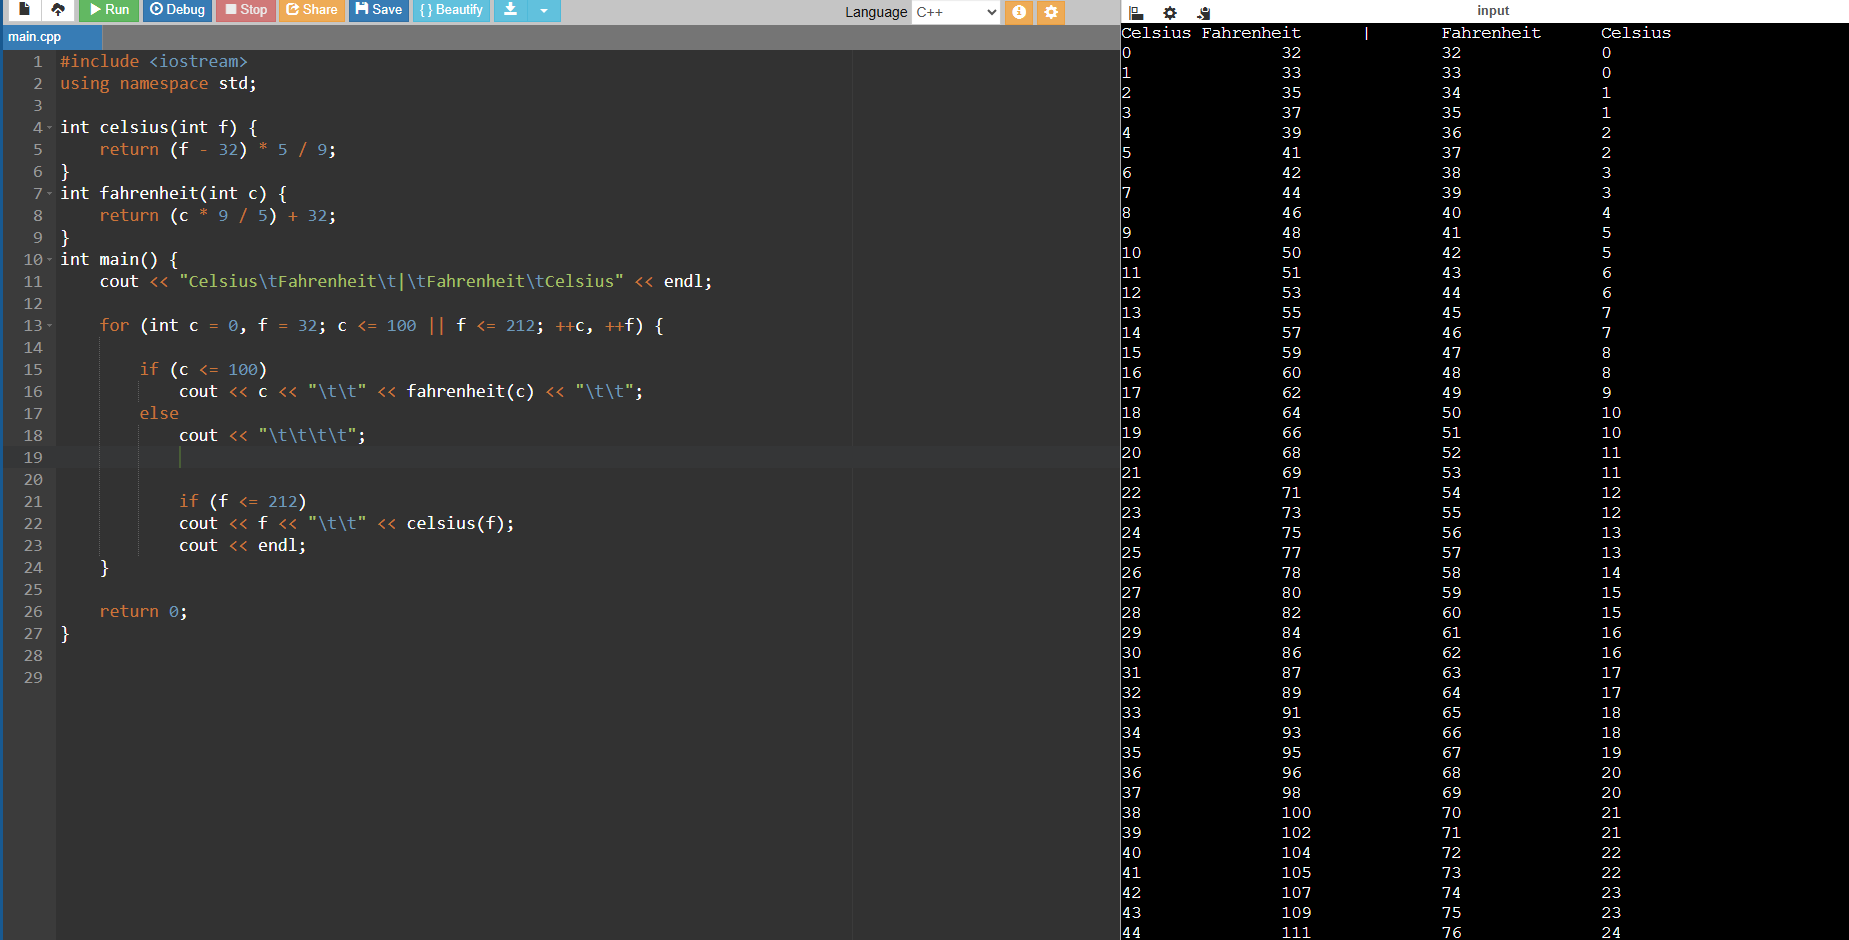 Run Debug Stop Share Save { } Beautify Language C++
main.cpp
1 #include <iostream>
2 using namespace std;
3
4 int celsius(int f) {
5 return (f - 32) * 5 / 9;
6 }
7 int fahrenheit(int c) {
8 return (c * 9 / 5) + 32;
9 }
10 int main() {
11 cout << "Celsius\tFahrenheit\t|\tFahrenheit\tCelsius" << endl;
12
13 for (int c = 0, f = 32; c <= 100 || f <= 212; ++c, ++f) {
14
15 if (c <= 100)
16 cout << c << "\t\t" << fahrenheit(c) << "\t\t";
17 else
18 cout << "\t\t\t\t";
19
20
21 if (f <= 212)
22 cout << f << "\t\t" << celsius(f);
23 cout << endl;
24 }
25
26 return 0;
27 }
28
29
input
Celsius Fahrenheit | Fahrenheit Celsius
0 32 32 0
1 33 33 0
2 35 34 1
3 37 35 1
4 39 36 2
5 41 37 2
6 42 38 3
7 44 39 3
8 46 40 4
9 48 41 5
10 50 42 5
11 51 43 6
12 53 44 6
13 55 45 7
14 57 46 7
15 59 47 8
16 60 48 8
17 62 49 9
18 64 50 10
19 66 51 10
20 68 52 11
21 69 53 11
22 71 54 12
23 73 55 12
24 75 56 13
25 77 57 13
26 78 58 14
27 80 59 15
28 82 60 15
29 84 61 16
30 86 62 16
31 87 63 17
32 89 64 17
33 91 65 18
34 93 66 18
35 95 67 19
36 96 68 20
37 98 69 20
38 100 70 21
39 102 71 21
40 104 72 22
41 105 73 22
42 107 74 23
43 109 75 23
44 111 76 24